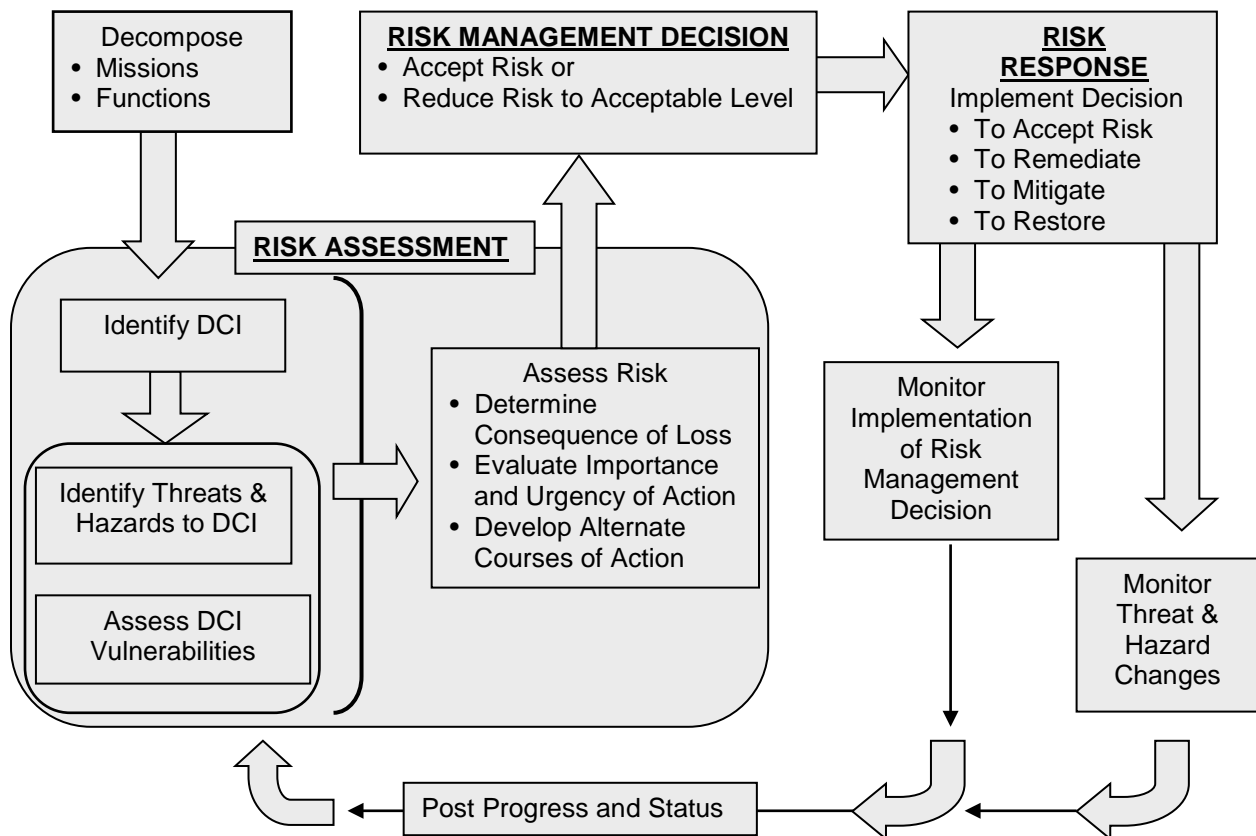 Decompose
• Missions
• Functions
RISK MANAGEMENT DECISION
• Accept Risk or
• Reduce Risk to Acceptable Level
RISK
RESPONSE
Implement Decision
• To Accept Risk
• To Remediate
• To Mitigate
• To Restore
RISK ASSESSMENT
Identify DCI
Identify Threats &
Hazards to DCI
Assess DCI
Vulnerabilities
Assess Risk
• Determine
Consequence of Loss
• Evaluate Importance
and Urgency of Action
• Develop Alternate
Courses of Action
Monitor
Implementation
of Risk
Management
Decision
Monitor
Threat &
Hazard
Changes
Post Progress and Status